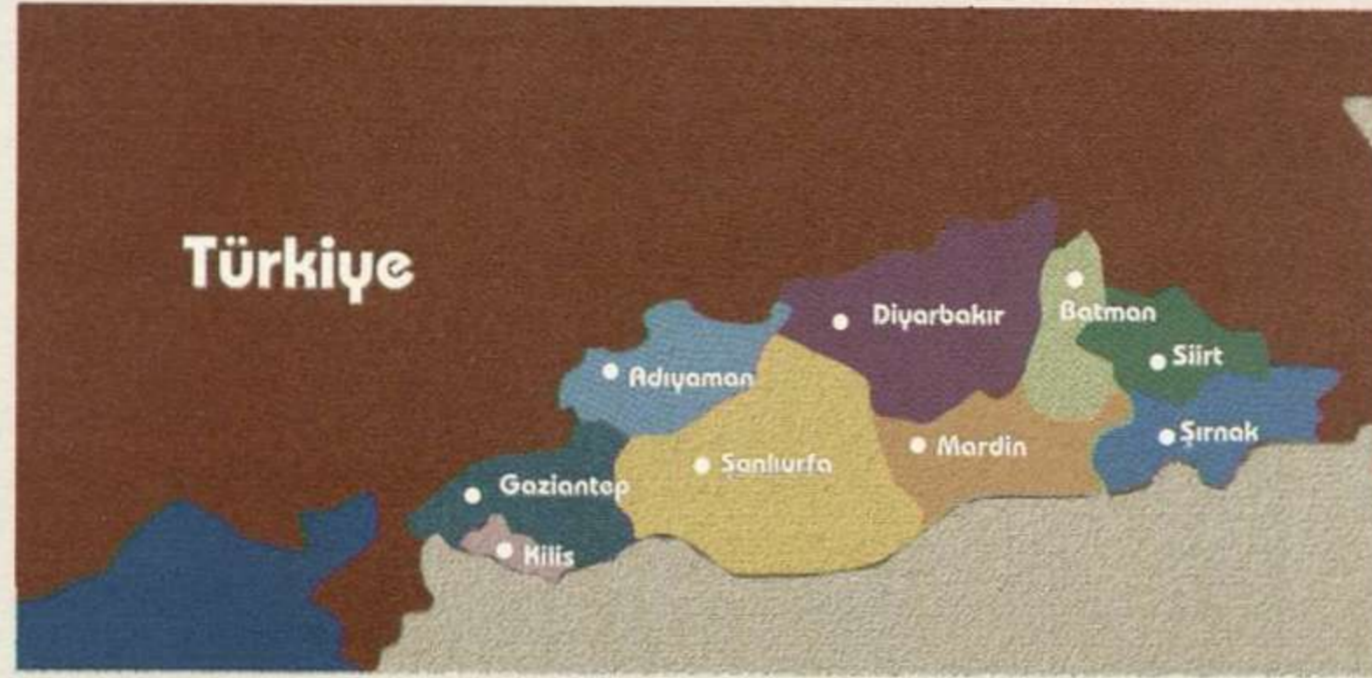 Türkiye
Diyarbakır
Batman
Siirt
Adıyaman
Şırnak
Mardin
Şanlıurfa
Gaziantep
Kilis